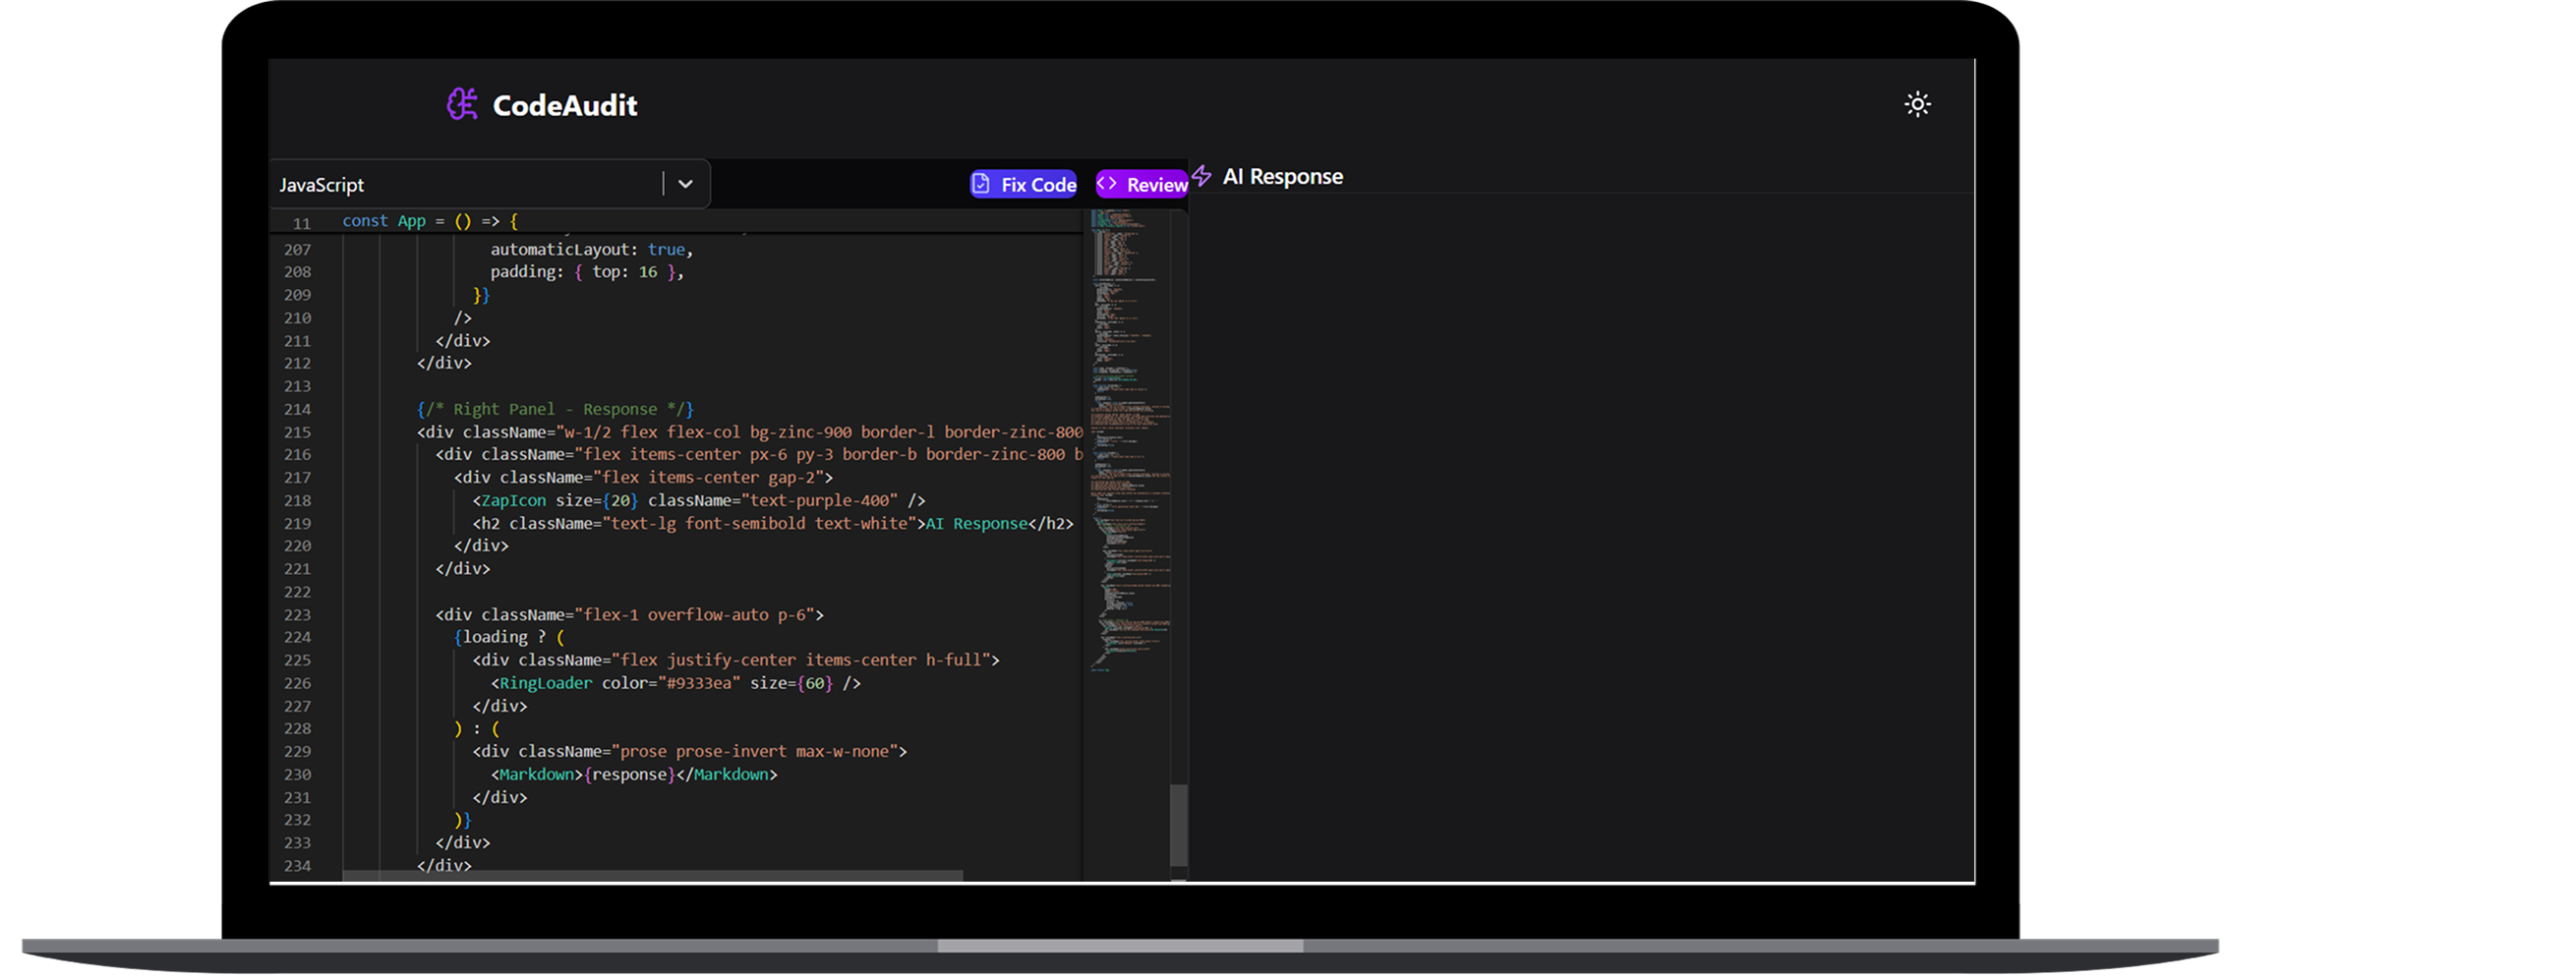 CodeAudit
JavaScript
Fix Code
Review
AI Response
11 const App = () => {
207 automaticLayout: true,
208 padding: { top: 16 },
209 }}
210 />
211 </div>
212 </div>
213
214 {/* Right Panel - Response */}
215 <div className="w-1/2 flex flex-col bg-zinc-900 border-l border-zinc-800
216 <div className="flex items-center px-6 py-3 border-b border-zinc-800 b
217 <div className="flex items-center gap-2">
218 <ZapIcon size={20} className="text-purple-400" />
219 <h2 className="text-lg font-semibold text-white">AI Response</h2>
220 </div>
221 </div>
222
223 <div className="flex-1 overflow-auto p-6">
224 {loading ? (
225 <div className="flex justify-center items-center h-full">
226 <RingLoader color="#9333ea" size={60} />
227 </div>
228 ) : (
229 <div className="prose prose-invert max-w-none">
230 <Markdown>{response}</Markdown>
231 </div>
232 )}
233 </div>
234 </div>